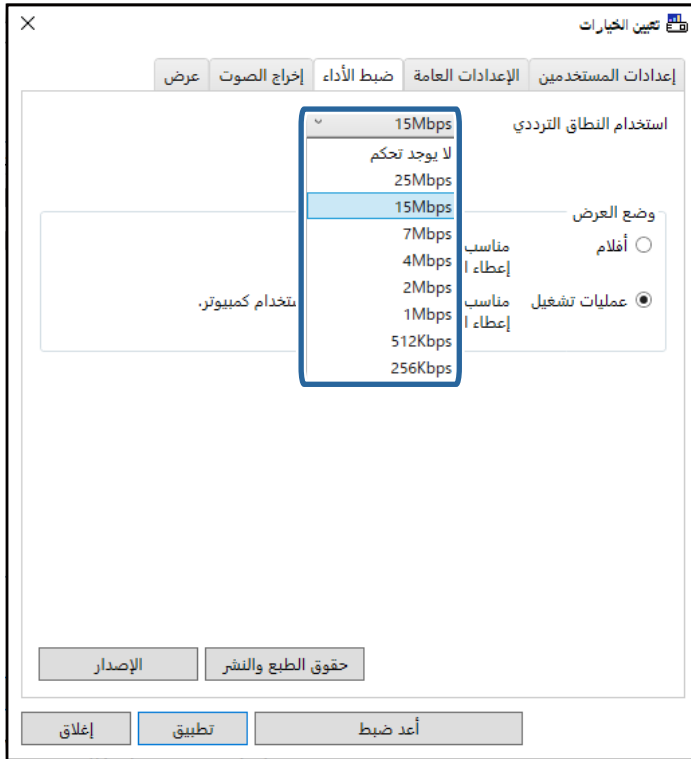 تعيين الخيارات
إعدادات المستخدمين الإعدادات العامة ضبط الأداء إخراج الصوت عرض
استخدام النطاق الترددي 15Mbps
لا يوجد تحكم
25Mbps
15Mbps
7Mbps
4Mbps
2Mbps
1Mbps
512Kbps
256Kbps
وضع العرض
أفلام مناسب
إعطاء ا
عمليات تشغيل مناسب ستخدام كمبيوتر.
إعطاء ا
حقوق الطبع والنشر الإصدار
أعد ضبط تطبيق إغلاق